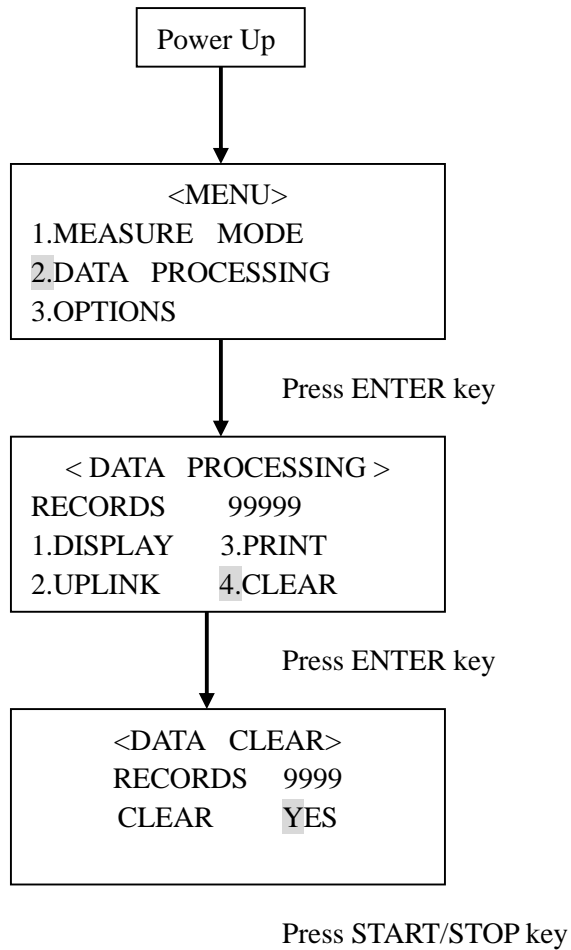 Power Up
<MENU>
1.MEASURE MODE
2.DATA PROCESSING
3.OPTIONS
Press ENTER key
< DATA PROCESSING >
RECORDS 99999
1.DISPLAY 3.PRINT
2.UPLINK 4.CLEAR
Press ENTER key
<DATA CLEAR>
RECORDS 9999
CLEAR YES
Press START/STOP key